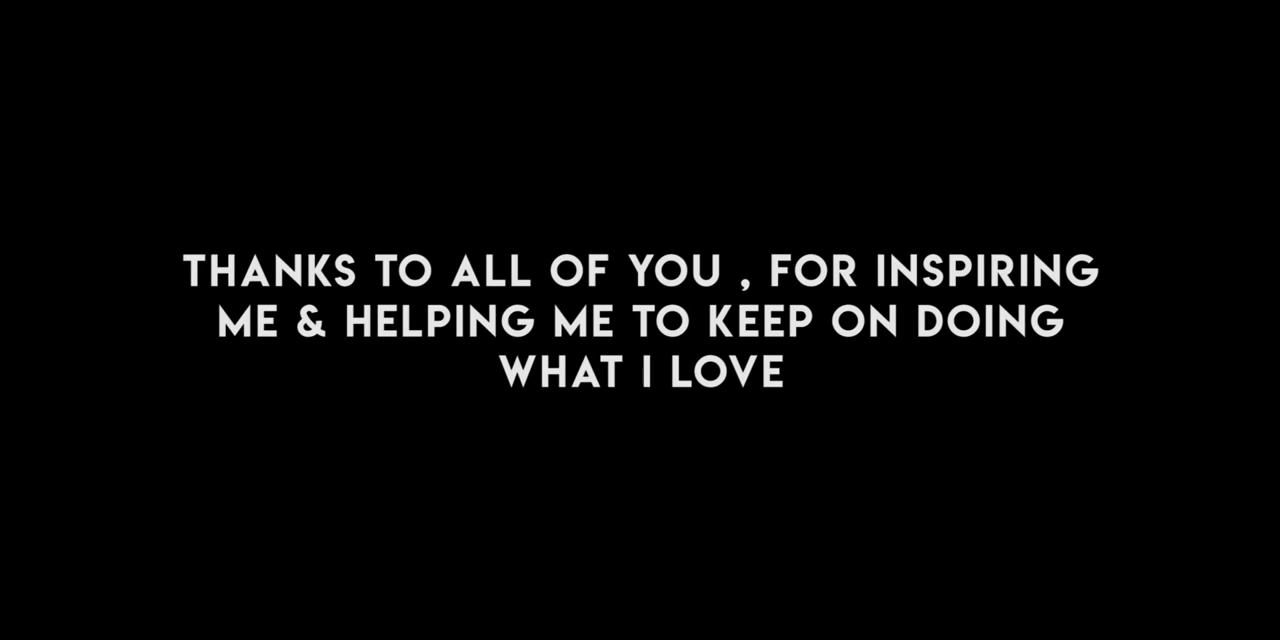 THANKS TO ALL OF YOU , FOR INSPIRING
ME & HELPING ME TO KEEP ON DOING
WHAT I LOVE